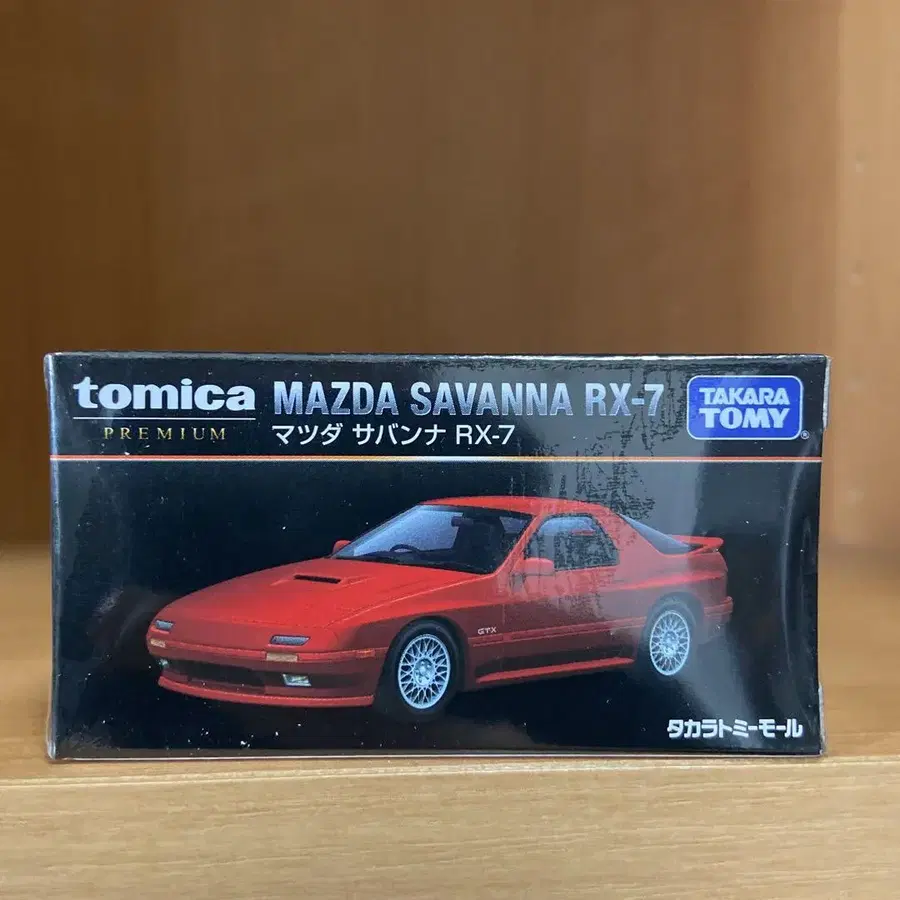 tomica
PREMIUM
MAZDA SAVANNA RX-7
マツダ サバンナ RX-7
TAKARA
TOMY
®
GTX
タカラトミーモール